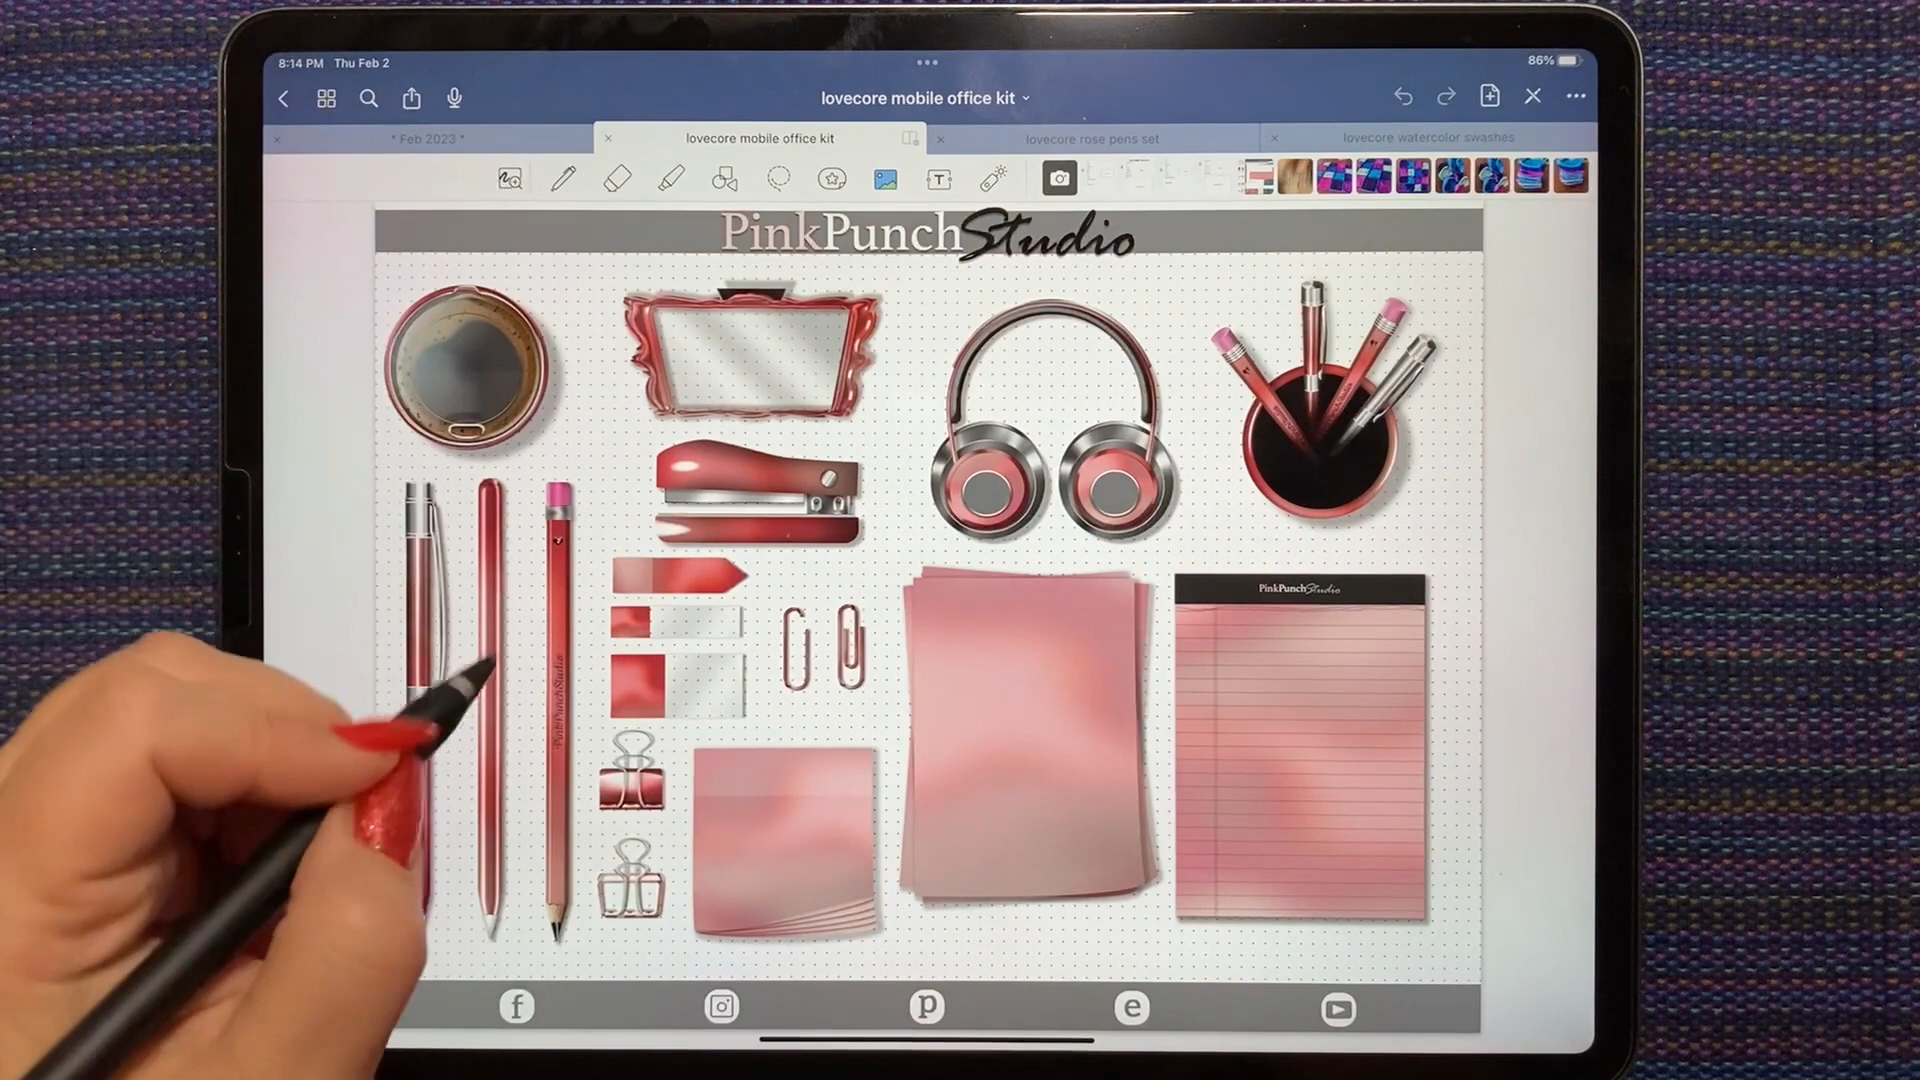 8:14 PM Thu Feb 2
86%
lovecore mobile office kit
* Feb 2023 *
lovecore mobile office kit
lovecore rose pens set
lovecore watercolor swashes
PinkPunchStudio
PinkPunchStudio
PinkPunchStudio